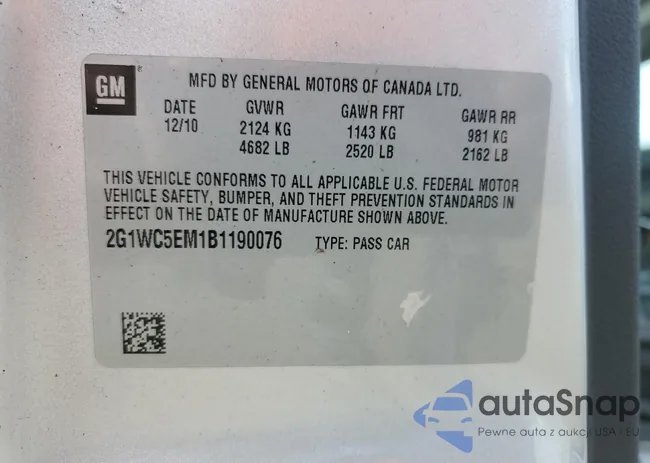 GM ®
MFD BY GENERAL MOTORS OF CANADA LTD.
DATE GVWR GAWR FRT GAWR RR
12/10 2124 KG 1143 KG 981 KG
4682 LB 2520 LB 2162 LB
THIS VEHICLE CONFORMS TO ALL APPLICABLE U.S. FEDERAL MOTOR
VEHICLE SAFETY, BUMPER, AND THEFT PREVENTION STANDARDS IN
EFFECT ON THE DATE OF MANUFACTURE SHOWN ABOVE.
2G1WC5EM1B1190076 TYPE: PASS CAR
autoSnap
Pewne auta z aukcji USA - EU